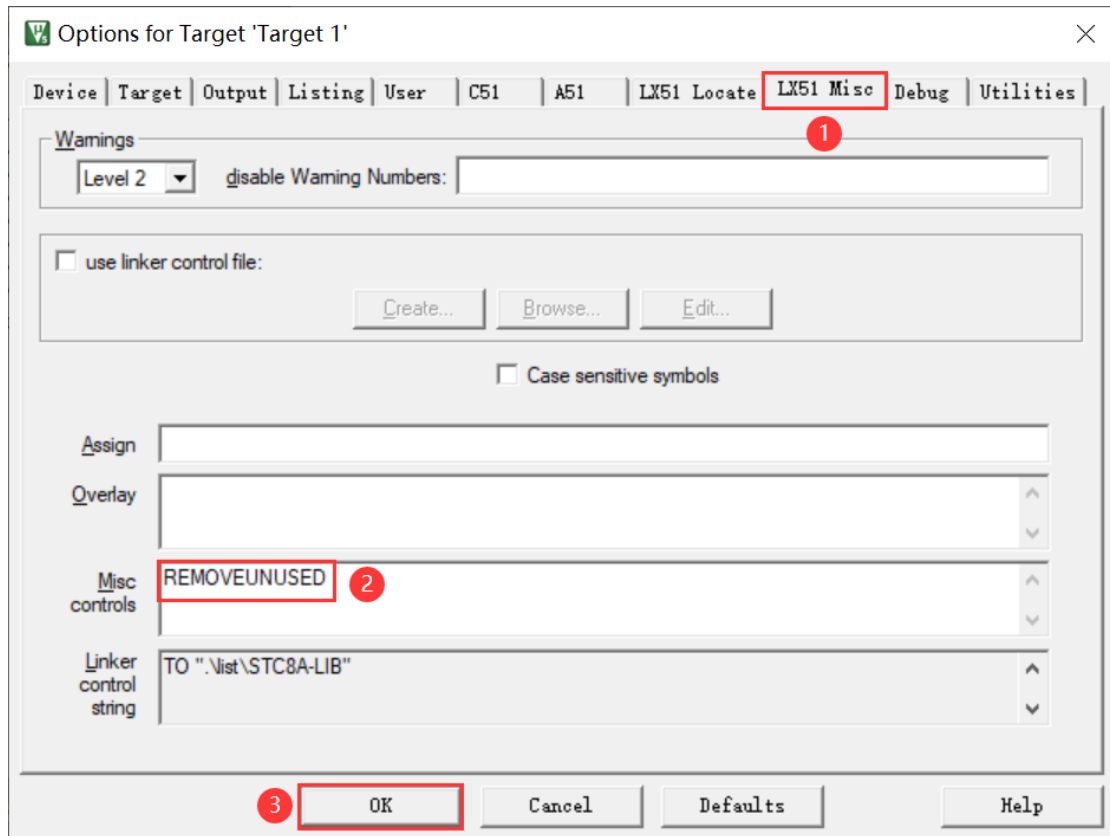 Options for Target 'Target 1'
Device Target Output Listing User C51 A51 LX51 Locate LX51 Misc Debug Utilities
1
Warnings
Level 2 disable Warning Numbers:
use linker control file:
Create... Browse... Edit...
Case sensitive symbols
Assign
Overlay
Misc controls REMOVEUNUSED 2
Linker control string TO ".\list\STC8A-LIB"
3 OK Cancel Defaults Help